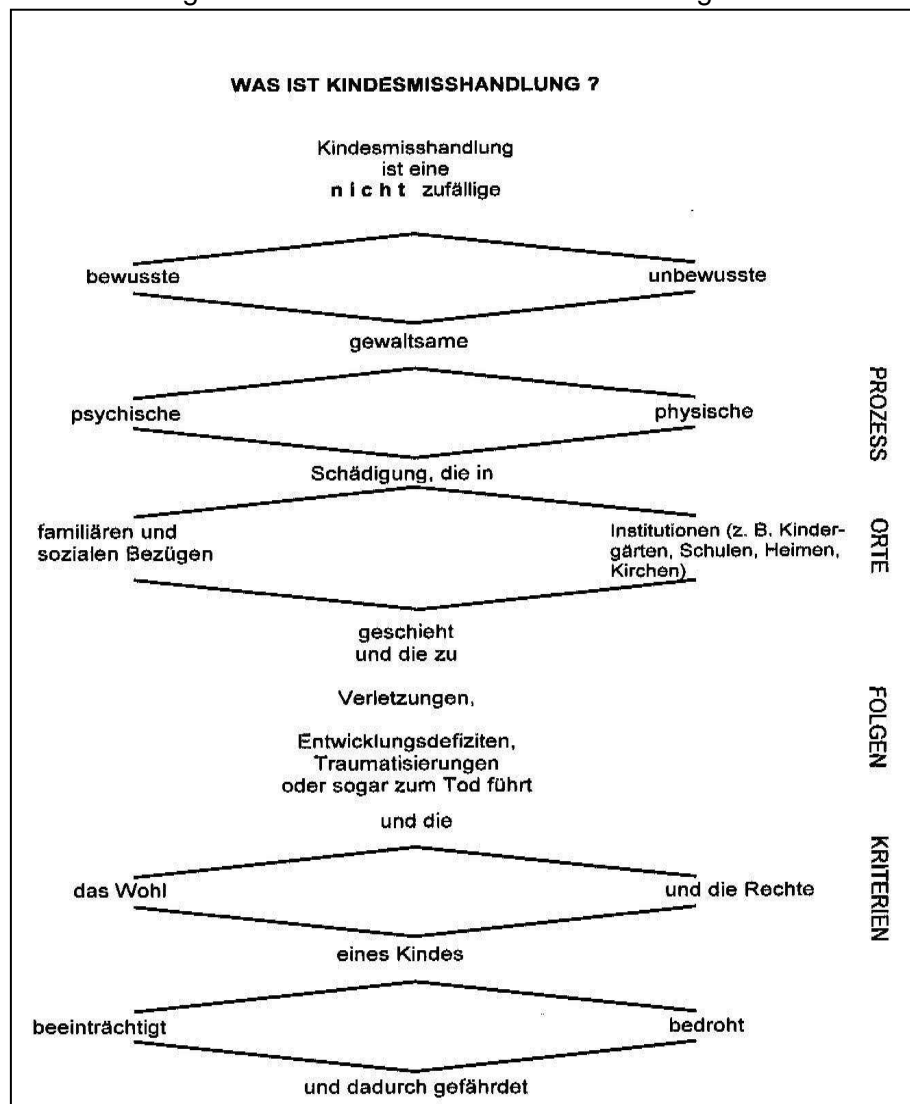 WAS IST KINDESMISSHANDLUNG ?
Kindesmisshandlung
ist eine
n i c h t zufällige
bewusste unbewusste
gewaltsame
psychische physische
Schädigung, die in
familiären und
sozialen Bezügen
Institutionen (z. B. Kinder-
gärten, Schulen, Heimen,
Kirchen)
geschieht
und die zu
Verletzungen,
Entwicklungsdefiziten,
Traumatisierungen
oder sogar zum Tod führt
und die
das Wohl und die Rechte
eines Kindes
beeinträchtigt bedroht
und dadurch gefährdet
PROZESS
ORTE
FOLGEN
KRITERIEN